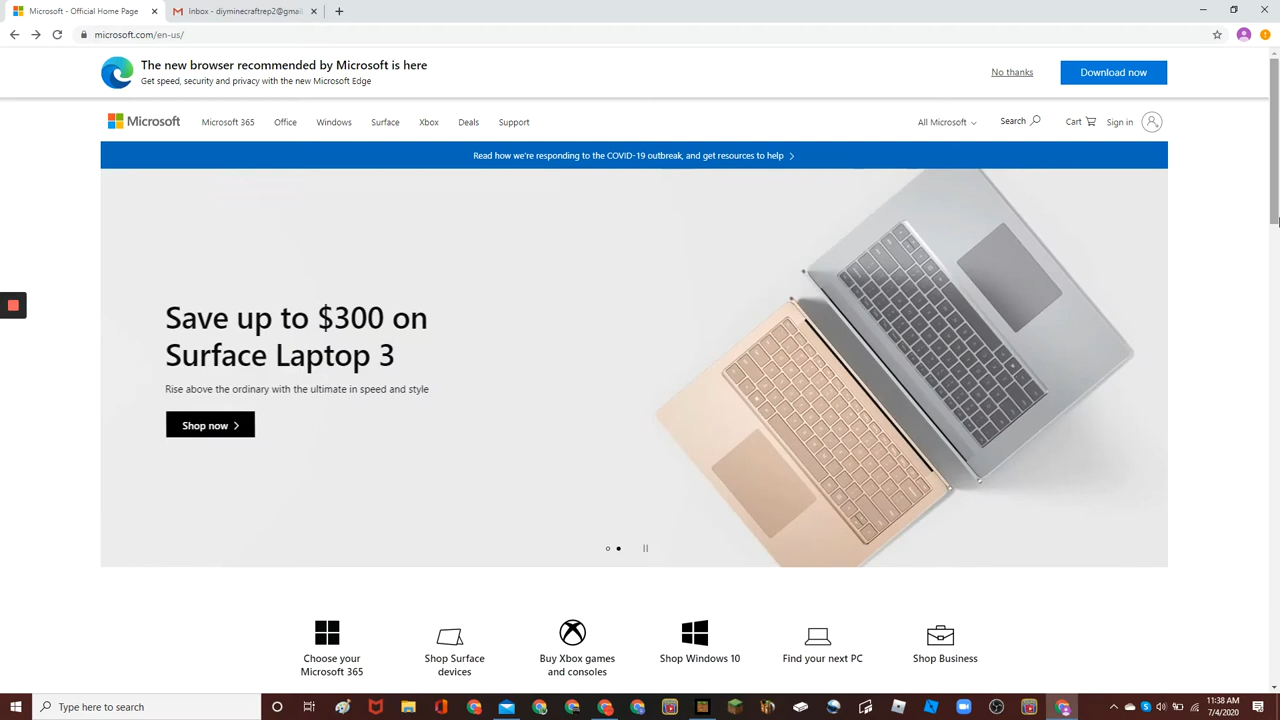 Microsoft - Official Home Page
Inbox - diyminecraftrep2@gmai
microsoft.com/en-us/
The new browser recommended by Microsoft is here
Get speed, security and privacy with the new Microsoft Edge
No thanks
Download now
Microsoft
Microsoft 365
Office
Windows
Surface
Xbox
Deals
Support
All Microsoft
Search
Cart
Sign in
Read how we're responding to the COVID-19 outbreak, and get resources to help
Save up to $300 on
Surface Laptop 3
Rise above the ordinary with the ultimate in speed and style
Shop now
Choose your
Microsoft 365
Shop Surface
devices
Buy Xbox games
and consoles
Shop Windows 10
Find your next PC
Shop Business
Type here to search
11:38 AM
7/4/2020